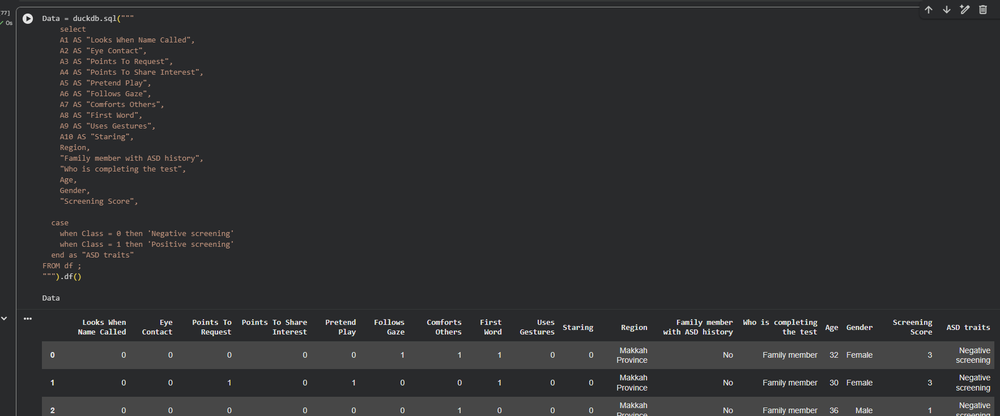 [77]
0s
Data = duckdb.sql("""
select
A1 AS "Looks When Name Called",
A2 AS "Eye Contact",
A3 AS "Points To Request",
A4 AS "Points To Share Interest",
A5 AS "Pretend Play",
A6 AS "Follows Gaze",
A7 AS "Comforts Others",
A8 AS "First Word",
A9 AS "Uses Gestures",
A10 AS "Staring",
Region,
"Family member with ASD history",
"Who is completing the test",
Age,
Gender,
"Screening Score",
case
when Class = 0 then 'Negative screening'
when Class = 1 then 'Positive screening'
end as "ASD traits"
FROM df ;
""").df()
Data
Looks When Name Called Eye Contact Points To Request Points To Share Interest Pretend Play Follows Gaze Comforts Others First Word Uses Gestures Staring Region Family member with ASD history Who is completing the test Age Gender Screening Score ASD traits
0 0 0 0 0 0 1 1 1 0 0 Makkah Province No Family member 32 Female 3 Negative screening
1 0 0 1 0 1 0 0 1 0 0 Makkah Province No Family member 30 Female 3 Negative screening
2 0 0 0 0 0 0 1 0 0 0 Makkah Province No Family member 36 Male 1 Negative screening